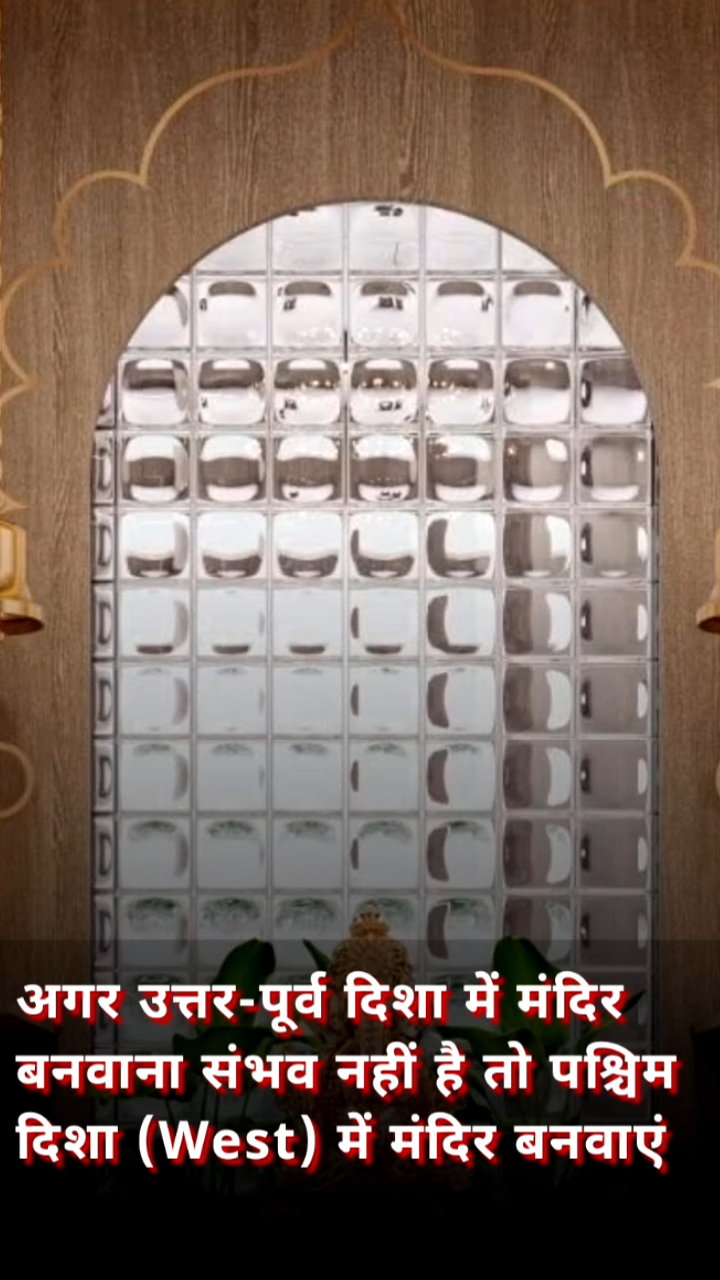 अगर उत्तर-पूर्व दिशा में मंदिर
बनवाना संभव नहीं है तो पश्चिम
दिशा (West) में मंदिर बनवाएं